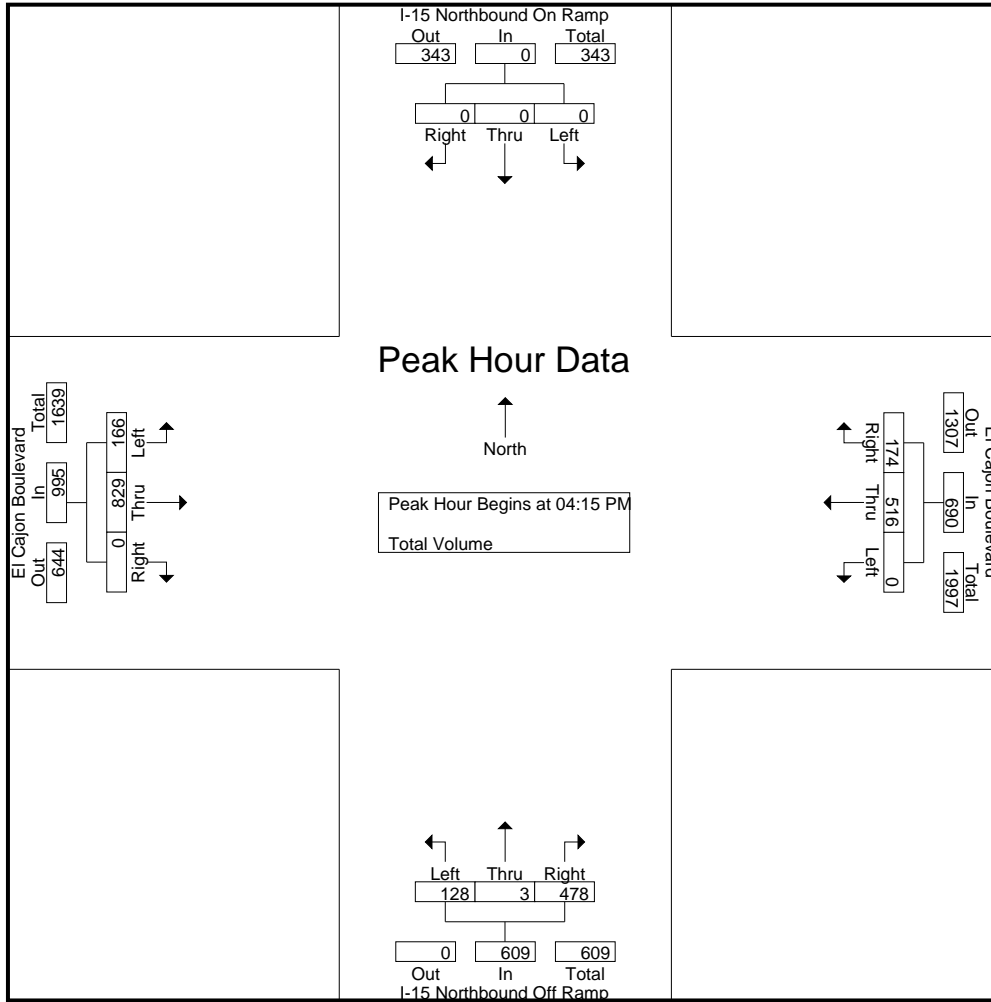 I-15 Northbound On Ramp
Out In Total
343 0 343
0 0 0
Right Thru Left
Peak Hour Data
North
Peak Hour Begins at 04:15 PM
Total Volume
El Cajon Boulevard
Total In Out
1639 995 644
166 829 0
Left Thru Right
El Cajon Boulevard
Out In Total
1307 690 1997
174 516 0
Right Thru Left
Left Thru Right
128 3 478
0 609 609
Out In Total
I-15 Northbound Off Ramp